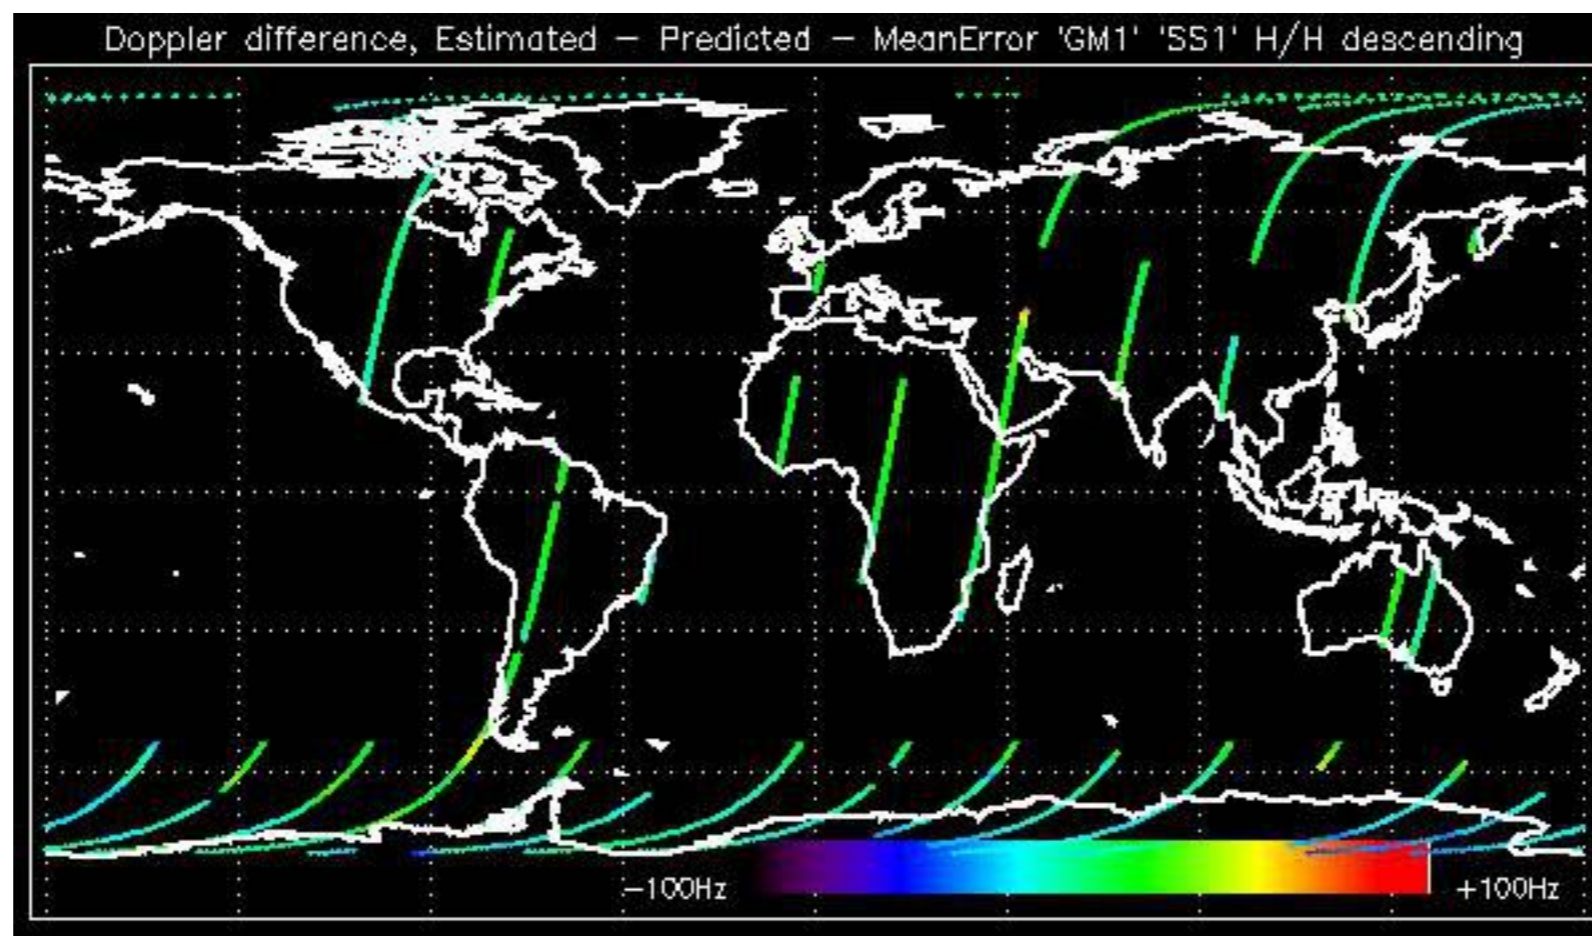 Doppler difference, Estimated – Predicted – MeanError 'GM1' 'SS1' H/H descending
–100Hz +100Hz